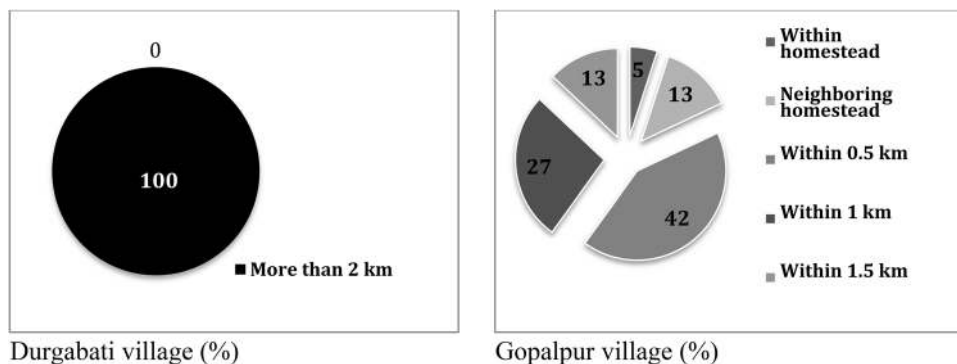 0
100
More than 2 km
Durgabati village (%)
5
13
42
27
13
Within
homestead
Neighboring
homestead
Within 0.5 km
Within 1 km
Within 1.5 km
Gopalpur village (%)